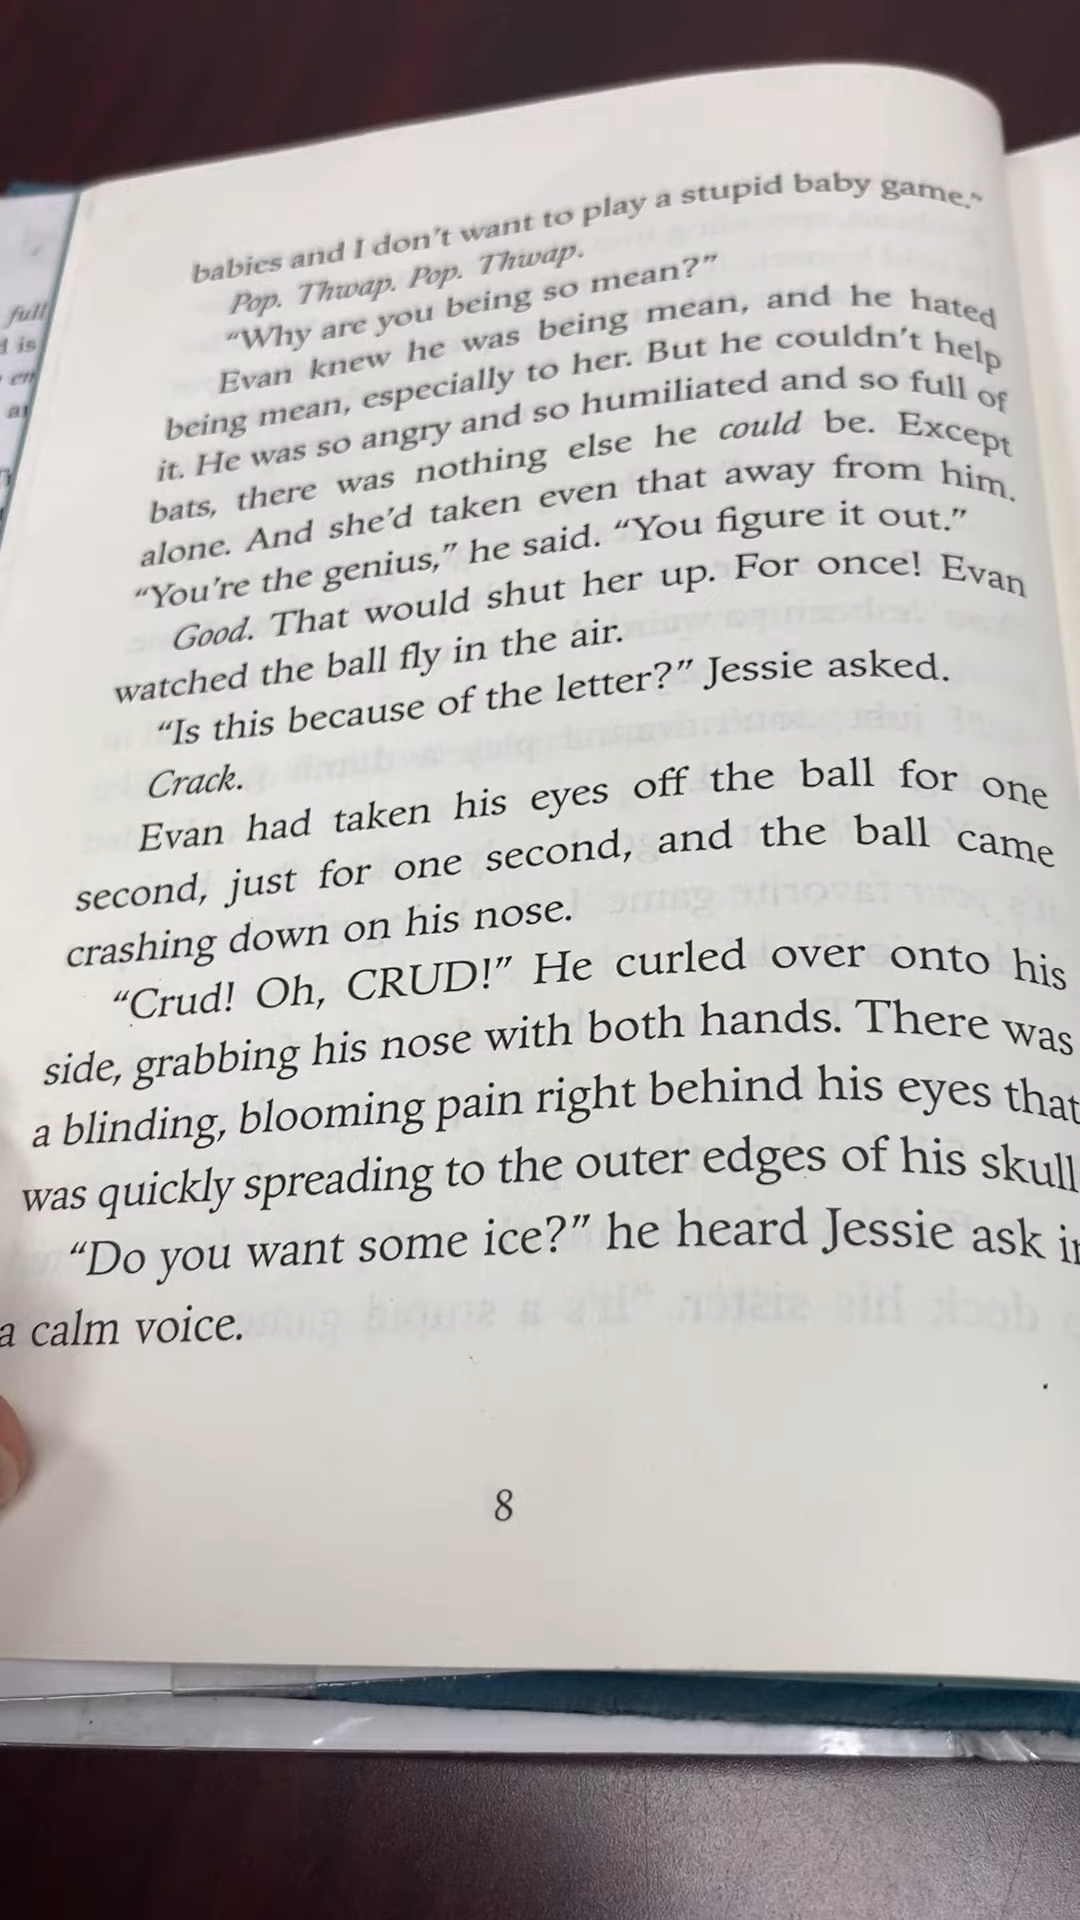 babies and I don't want to play a stupid baby game."
Pop. Thwap. Pop. Thwap.
"Why are you being so mean?"
Evan knew he was being mean, and he hated
being mean, especially to her. But he couldn't help
it. He was so angry and so humiliated and so full of
bats, there was nothing else he could be. Except
alone. And she'd taken even that away from him.
"You're the genius," he said. "You figure it out."
Good. That would shut her up. For once! Evan
watched the ball fly in the air.
"Is this because of the letter?" Jessie asked.
Crack.
Evan had taken his eyes off the ball for one
second, just for one second, and the ball came
crashing down on his nose.
"Crud! Oh, CRUD!" He curled over onto his
side, grabbing his nose with both hands. There was
a blinding, blooming pain right behind his eyes that
was quickly spreading to the outer edges of his skull
"Do you want some ice?" he heard Jessie ask
a calm voice.
8
full
is
en